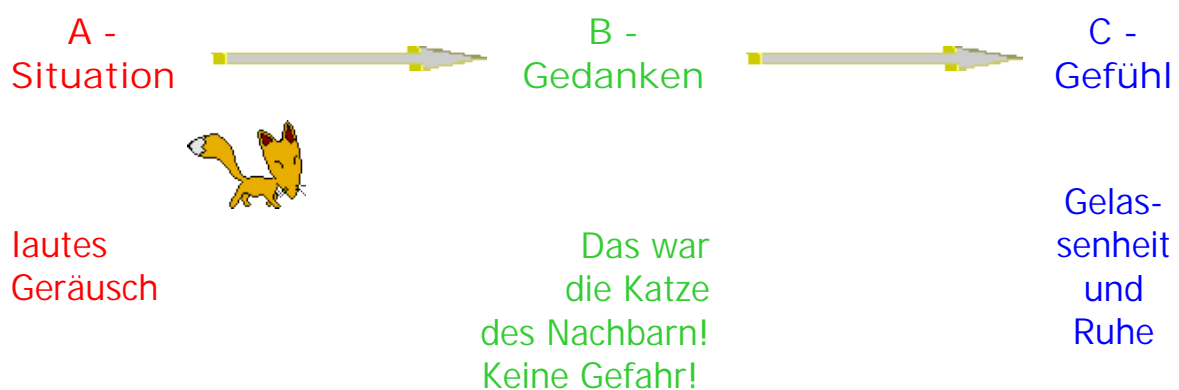 A -
Situation
B -
Gedanken
C -
Gefühl
lautes
Geräusch
Das war
die Katze
des Nachbarn!
Keine Gefahr!
Gelas-
senheit
und
Ruhe